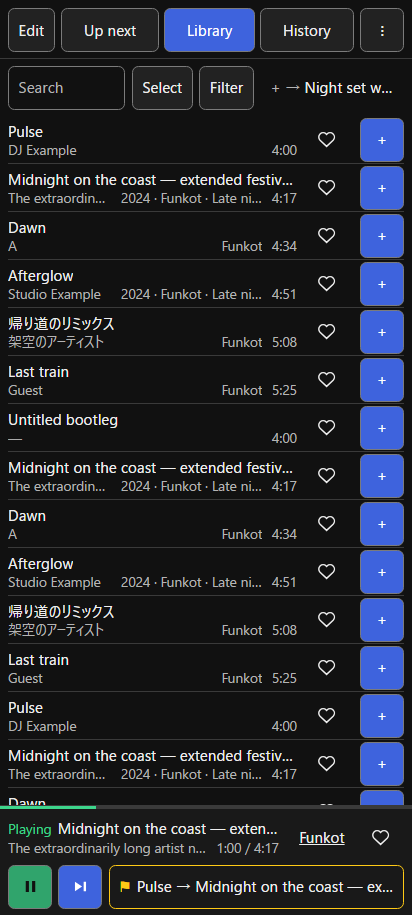 Edit Up next Library History ⋮
Search Select Filter + → Night set w...
Pulse
DJ Example 4:00 +
Midnight on the coast — extended festiv...
The extraordin... 2024 · Funkot · Late ni... 4:17 +
Dawn
A Funkot 4:34 +
Afterglow
Studio Example 2024 · Funkot · Late ni... 4:51 +
帰り道のリミックス
架空のアーティスト Funkot 5:08 +
Last train
Guest Funkot 5:25 +
Untitled bootleg
— 4:00 +
Midnight on the coast — extended festiv...
The extraordin... 2024 · Funkot · Late ni... 4:17 +
Dawn
A Funkot 4:34 +
Afterglow
Studio Example 2024 · Funkot · Late ni... 4:51 +
帰り道のリミックス
架空のアーティスト Funkot 5:08 +
Last train
Guest Funkot 5:25 +
Pulse
DJ Example 4:00 +
Midnight on the coast — extended festiv...
The extraordin... 2024 · Funkot · Late ni... 4:17 +
Dawn
Playing Midnight on the coast — exten... Funkot
The extraordinarily long artist n... 1:00 / 4:17
Pulse → Midnight on the coast — ex...